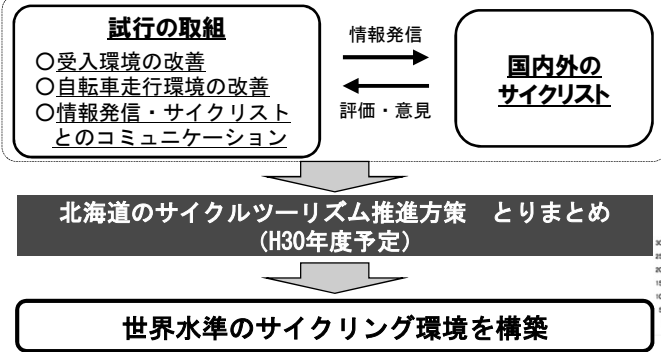 試行の取組
○受入環境の改善
○自転車走行環境の改善
○情報発信・サイクリスト
とのコミュニケーション
情報発信
評価・意見
国内外の
サイクリスト
北海道のサイクルツーリズム推進方策　とりまとめ
(H30年度予定)
世界水準のサイクリング環境を構築